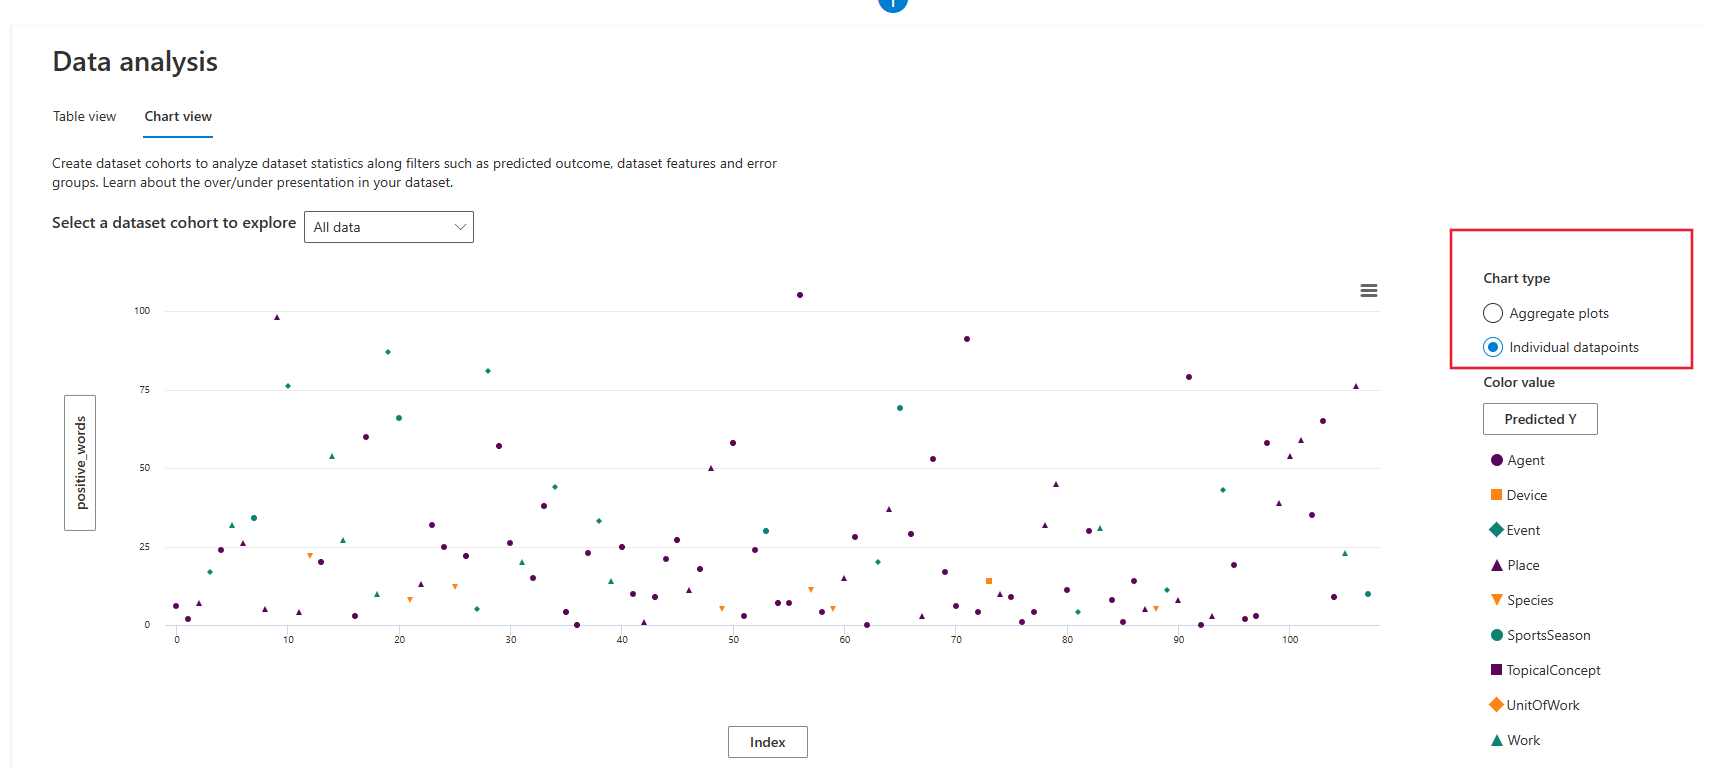 Data analysis
Table view
Chart view
Create dataset cohorts to analyze dataset statistics along filters such as predicted outcome, dataset features and error
groups. Learn about the over/under presentation in your dataset.
Select a dataset cohort to explore
All data
100
75
50
25
0
positive_words
0 10 20 30 40 50 60 70 80 90 100
Index
Chart type
Aggregate plots
Individual datapoints
Color value
Predicted Y
Agent
Device
Event
Place
Species
SportsSeason
TopicalConcept
UnitOfWork
Work